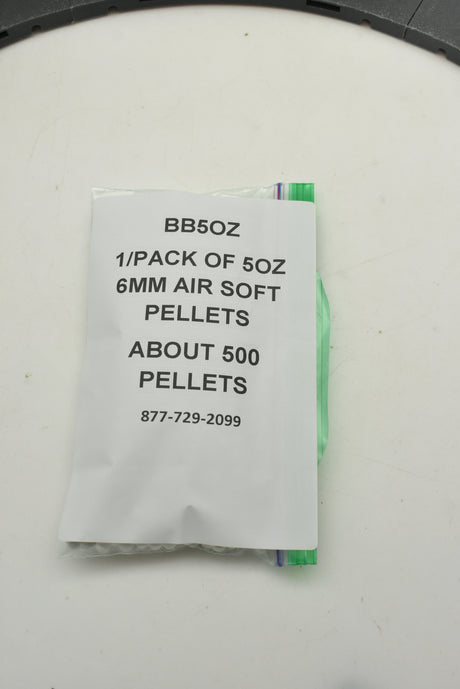 BB5OZ
1/PACK OF 5OZ
6MM AIR SOFT
PELLETS
ABOUT 500
PELLETS
877-729-2099